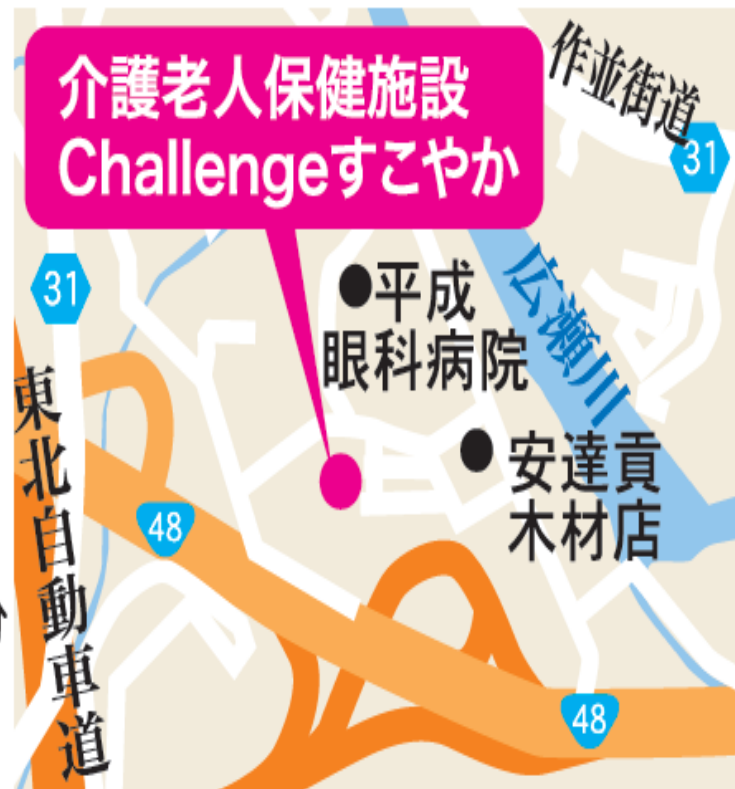 介護老人保健施設
Challengeすこやか
作並街道
31
31
平成
眼科病院
広瀬川
安達貢
木材店
東北自動車道
48
48